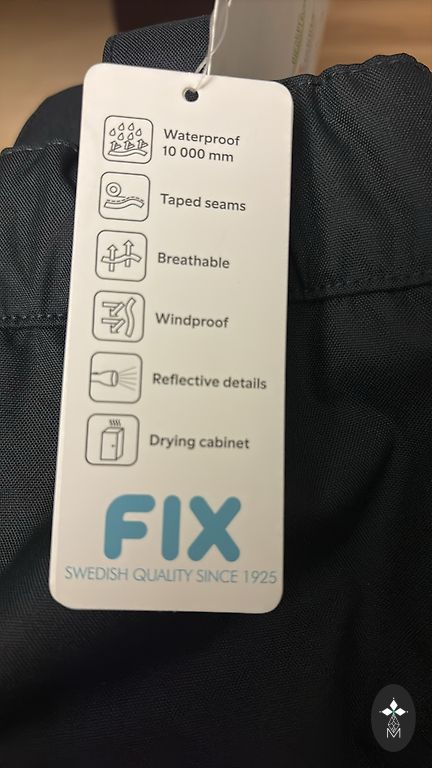 Waterproof
10 000 mm
Taped seams
Breathable
Windproof
Reflective details
Drying cabinet
FIX
SWEDISH QUALITY SINCE 1925